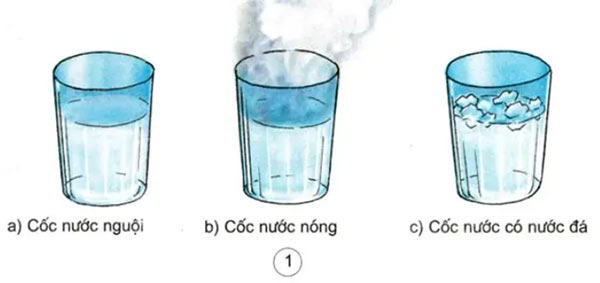 a) Cốc nước nguội
b) Cốc nước nóng
c) Cốc nước có nước đá
1